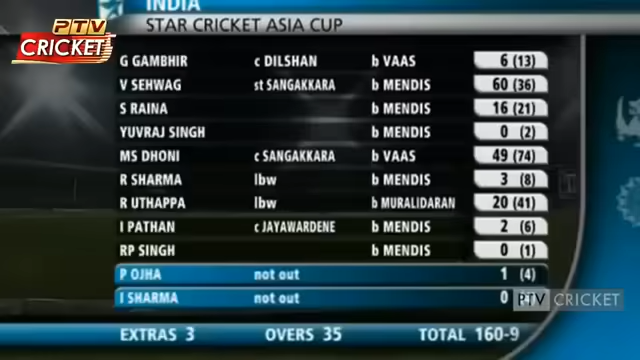 INDIA
PTV
CRICKET
STAR CRICKET ASIA CUP
G GAMBHIR c DILSHAN b VAAS 6 (13)
V SEHWAG st SANGAKKARA b MENDIS 60 (36)
S RAINA b MENDIS 16 (21)
YUVRAJ SINGH b MENDIS 0 (2)
MS DHONI c SANGAKKARA b VAAS 49 (74)
R SHARMA lbw b MENDIS 3 (8)
R UTHAPPA lbw b MURALIDARAN 20 (41)
I PATHAN c JAYAWARDENE b MENDIS 2 (6)
RP SINGH b MENDIS 0 (1)
P OJHA not out 1 (4)
I SHARMA not out 0
PTV CRICKET
EXTRAS 3 OVERS 35 TOTAL 160-9